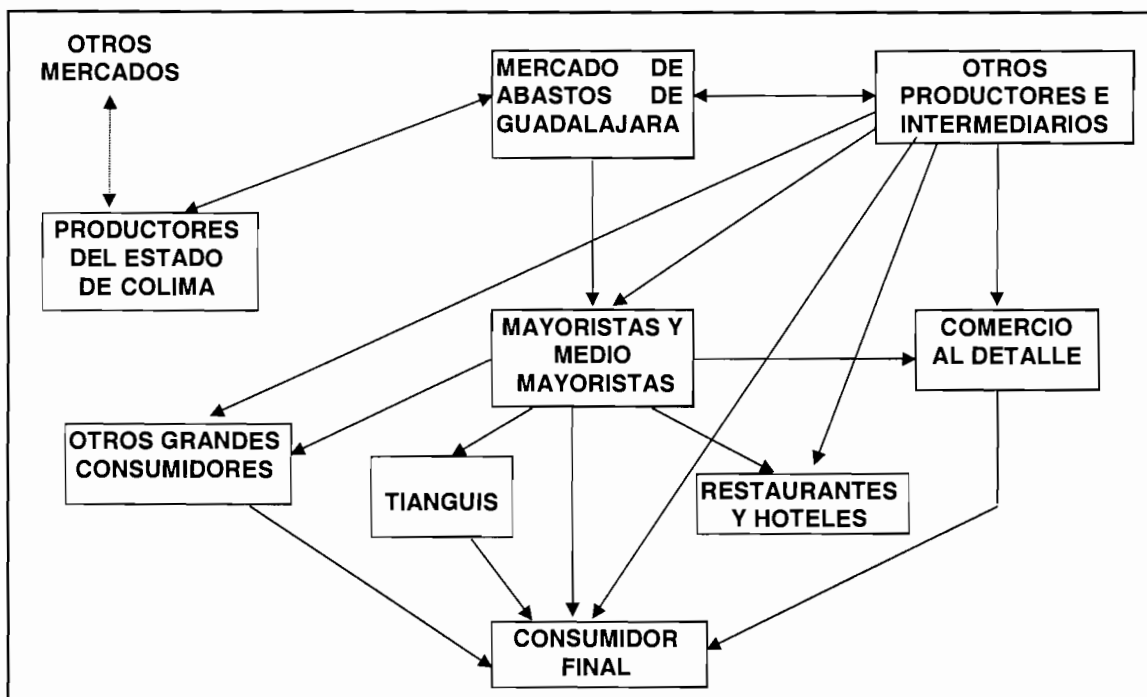 OTROS
MERCADOS
MERCADO DE
ABASTOS DE
GUADALAJARA
OTROS
PRODUCTORES E
INTERMEDIARIOS
PRODUCTORES
DEL ESTADO
DE COLIMA
MAYORISTAS Y
MEDIO
MAYORISTAS
COMERCIO
AL DETALLE
OTROS GRANDES
CONSUMIDORES
TIANGUIS
RESTAURANTES
Y HOTELES
CONSUMIDOR
FINAL